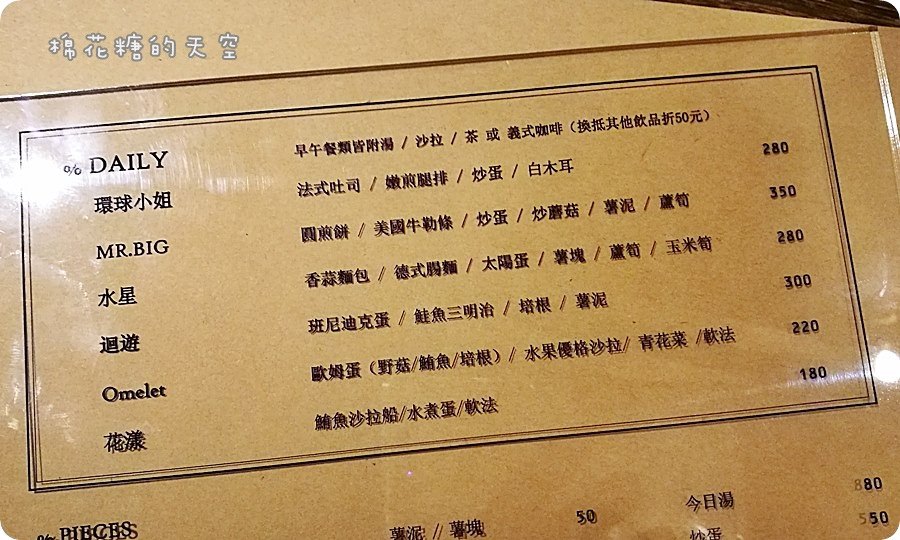 棉花糖的天空
% DAILY 早午餐類皆附湯 / 沙拉 / 茶 或 義式咖啡（換抵其他飲品折50元）
環球小姐 法式吐司 / 嫩煎腿排 / 炒蛋 / 白木耳 280
MR.BIG 圓煎餅 / 美國牛勒條 / 炒蛋 / 炒蘑菇 / 薯泥 / 蘆筍 350
水星 香蒜麵包 / 德式腸麵 / 太陽蛋 / 薯塊 / 蘆筍 / 玉米筍 280
迴遊 班尼迪克蛋 / 鮭魚三明治 / 培根 / 薯泥 300
Omelet 歐姆蛋（野菇/鮪魚/培根）/ 水果優格沙拉/ 青花菜 /軟法 220
花漾 鮪魚沙拉船/水煮蛋/軟法 180
% PIECES 薯泥 // 薯塊 50 今日湯 80
炒蛋 50